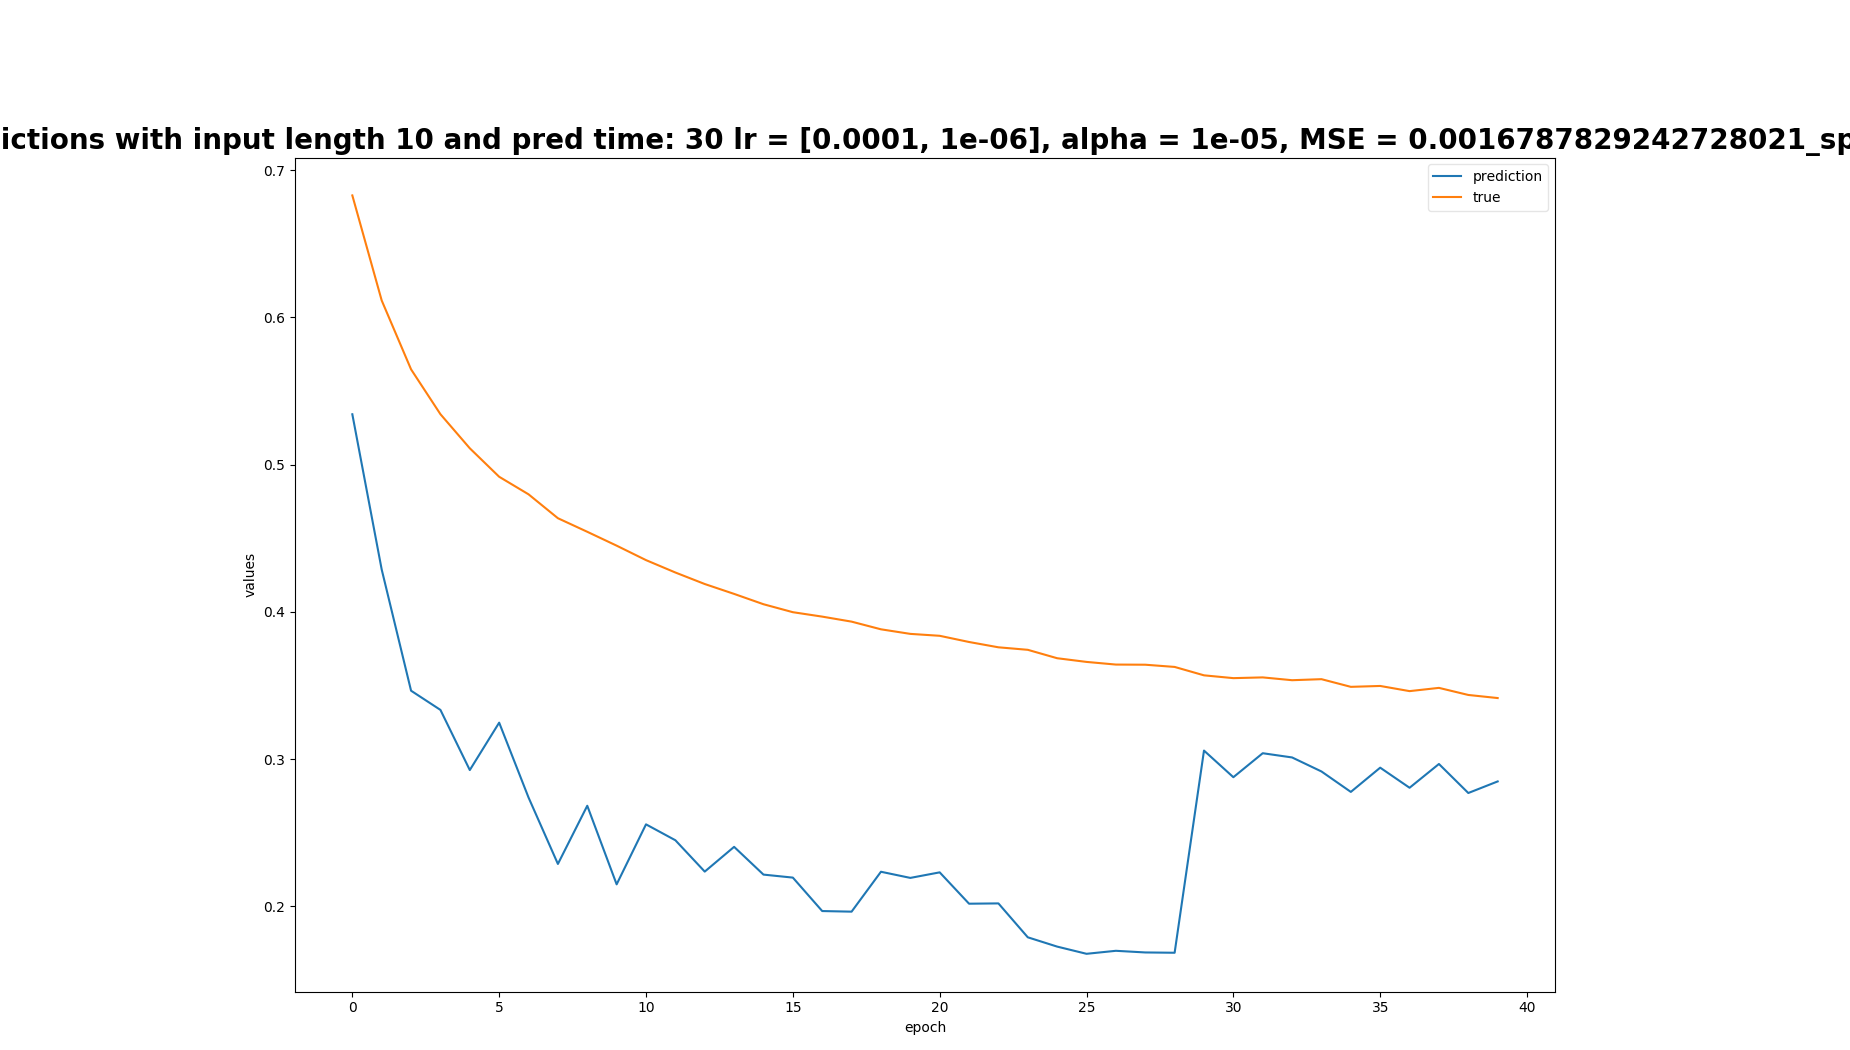 ictions with input length 10 and pred time: 30 lr = [0.0001, 1e-06], alpha = 1e-05, MSE = 0.0016787829242728021_sp
prediction
true
0.7
0.6
0.5
0.4
0.3
0.2
values
0 5 10 15 20 25 30 35 40
epoch